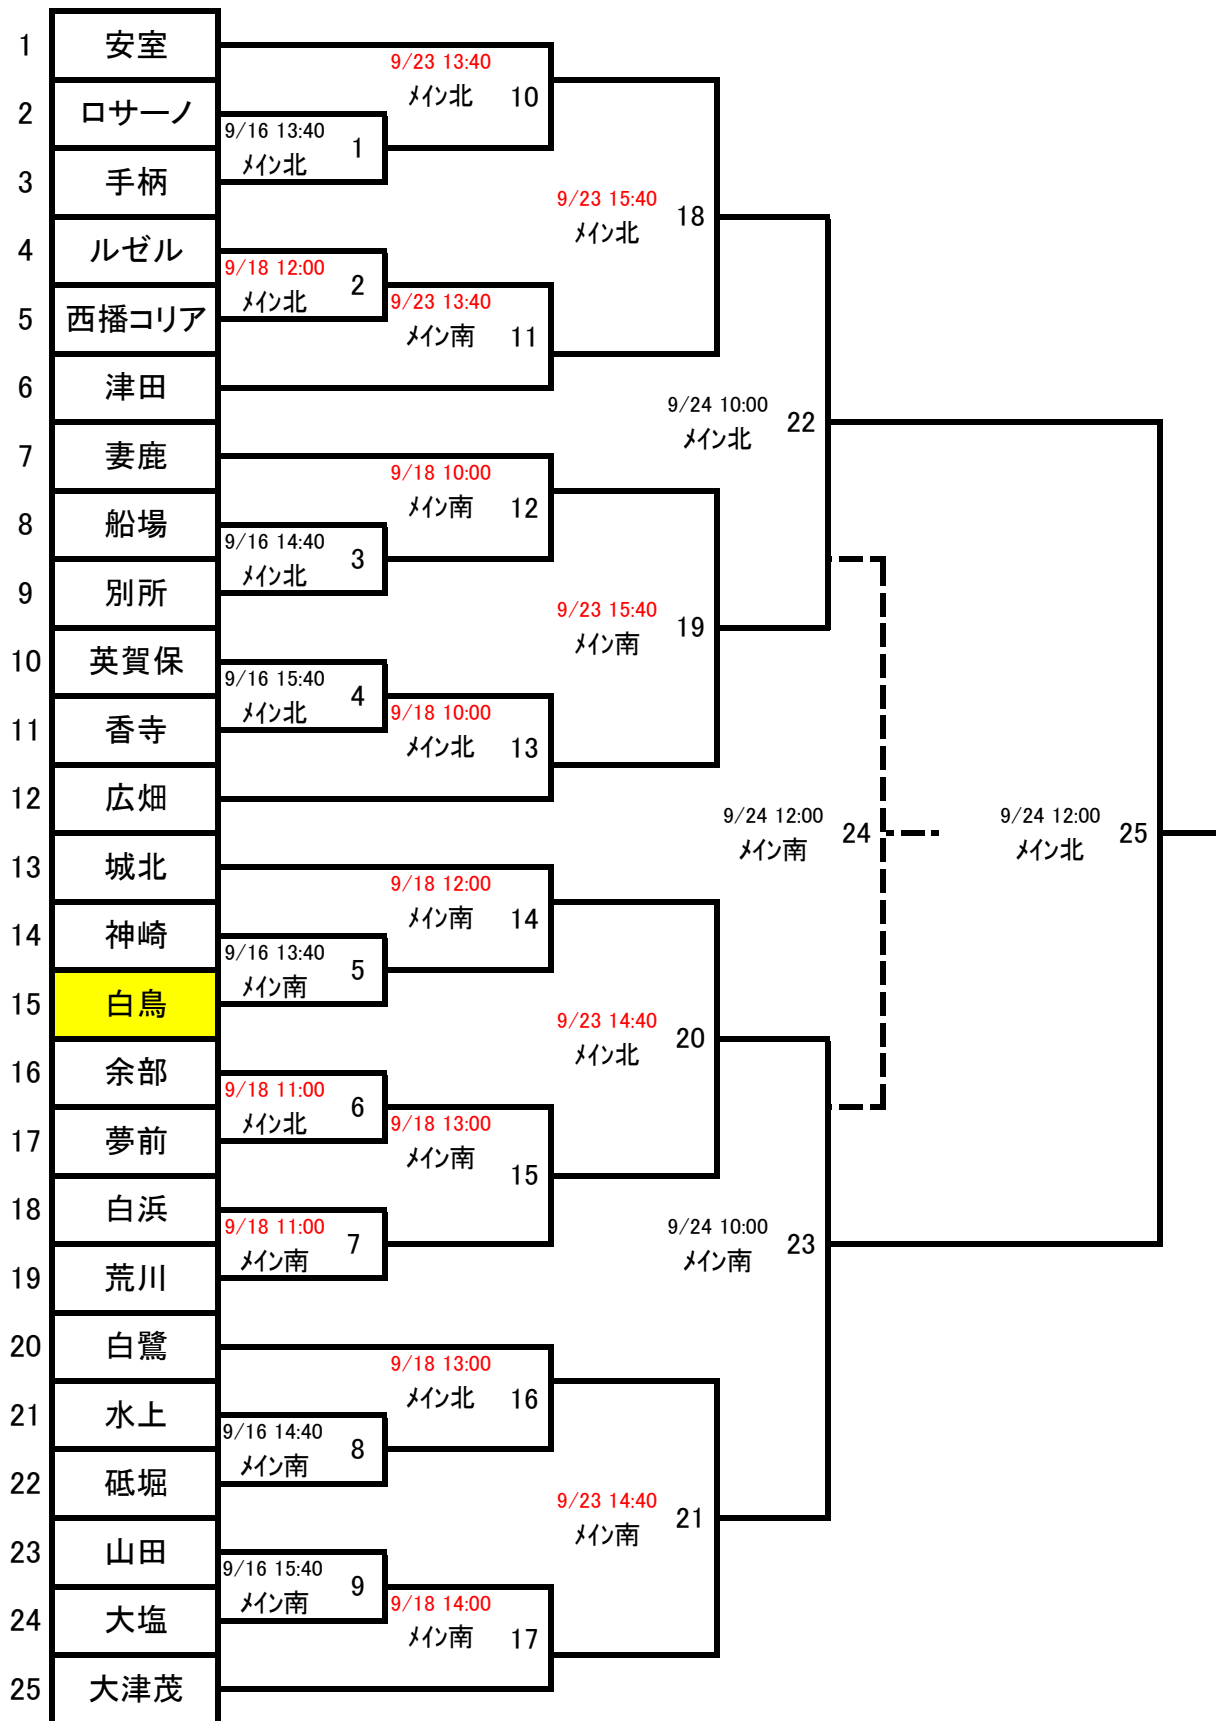 1 安室
9/23 13:40
メイン北 10
2 ロサーノ
9/16 13:40
メイン北 1
3 手柄
9/23 15:40
メイン北 18
4 ルゼル
9/18 12:00
メイン北 2
5 西播コリア
9/23 13:40
メイン南 11
6 津田
9/24 10:00
メイン北 22
7 妻鹿
9/18 10:00
メイン南 12
8 船場
9/16 14:40
メイン北 3
9 別所
9/23 15:40
メイン南 19
10 英賀保
9/16 15:40
メイン北 4
11 香寺
9/18 10:00
メイン北 13
12 広畑
9/24 12:00
メイン南 24
9/24 12:00
メイン北 25
13 城北
9/18 12:00
メイン南 14
14 神崎
9/16 13:40
メイン南 5
15 白鳥
9/23 14:40
メイン北 20
16 余部
9/18 11:00
メイン北 6
17 夢前
9/18 13:00
メイン南 15
18 白浜
9/18 11:00
メイン南 7
9/24 10:00
メイン南 23
19 荒川
20 白鷺
9/18 13:00
メイン北 16
21 水上
9/16 14:40
メイン南 8
22 砥堀
9/23 14:40
メイン南 21
23 山田
9/16 15:40
メイン南 9
24 大塩
9/18 14:00
メイン南 17
25 大津茂